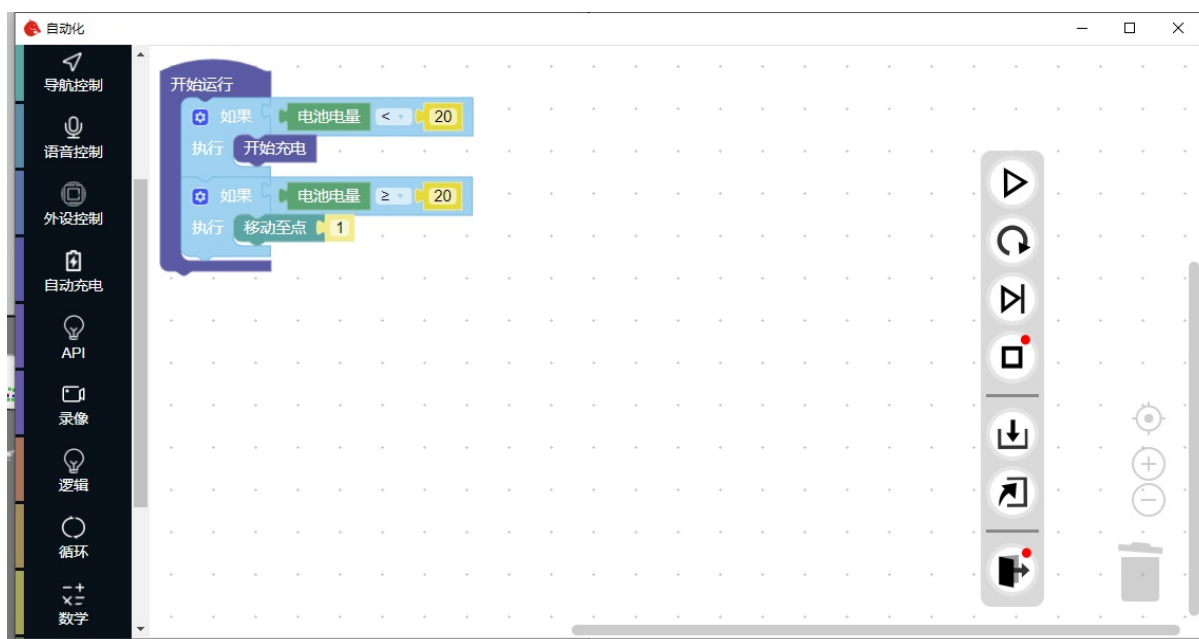 自动化
导航控制
语音控制
外设控制
自动充电
API
录像
逻辑
循环
数学
开始运行
如果 电池电量 < 20
执行 开始充电
如果 电池电量 ≥ 20
执行 移动至点 1